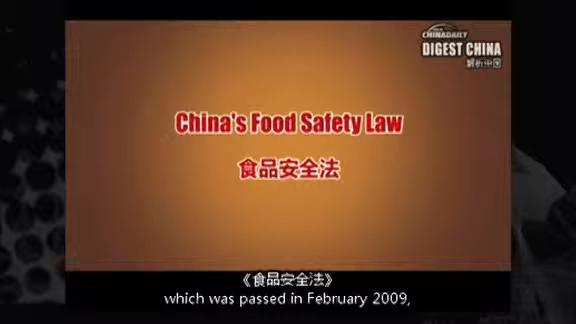 CHINADAILY
DIGEST CHINA
解析中国
China's Food Safety Law
食品安全法
《食品安全法》
which was passed in February 2009,